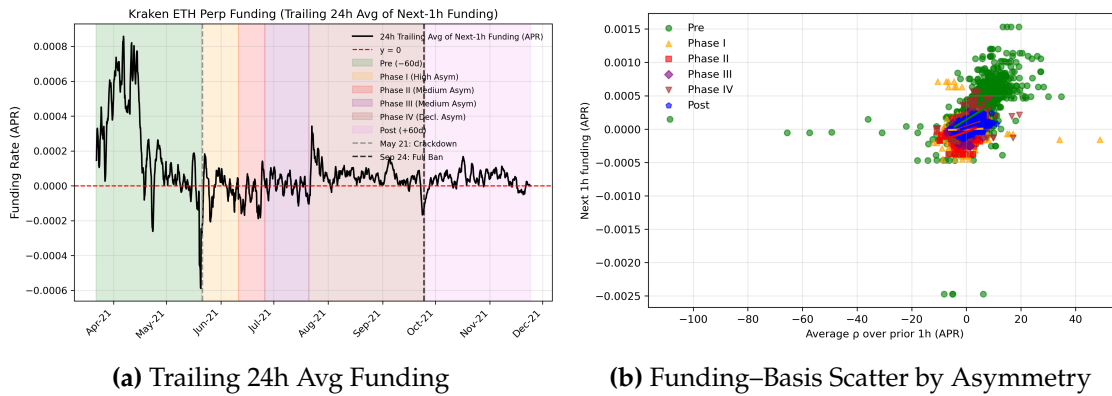 Kraken ETH Perp Funding (Trailing 24h Avg of Next-1h Funding)
Funding Rate (APR)
0.0008
0.0006
0.0004
0.0002
0.0000
−0.0002
−0.0004
−0.0006
24h Trailing Avg of Next-1h Funding (APR)
y = 0
Pre (−60d)
Phase I (High Asym)
Phase II (Medium Asym)
Phase III (Medium Asym)
Phase IV (Decl. Asym)
Post (+60d)
May 21: Crackdown
Sep 24: Full Ban
Apr-21
May-21
Jun-21
Jul-21
Aug-21
Sep-21
Oct-21
Nov-21
Dec-21
(a) Trailing 24h Avg Funding
Next 1h funding (APR)
0.0015
0.0010
0.0005
0.0000
−0.0005
−0.0010
−0.0015
−0.0020
−0.0025
Pre
Phase I
Phase II
Phase III
Phase IV
Post
−100
−80
−60
−40
−20
0
20
40
Average ρ over prior 1h (APR)
(b) Funding–Basis Scatter by Asymmetry